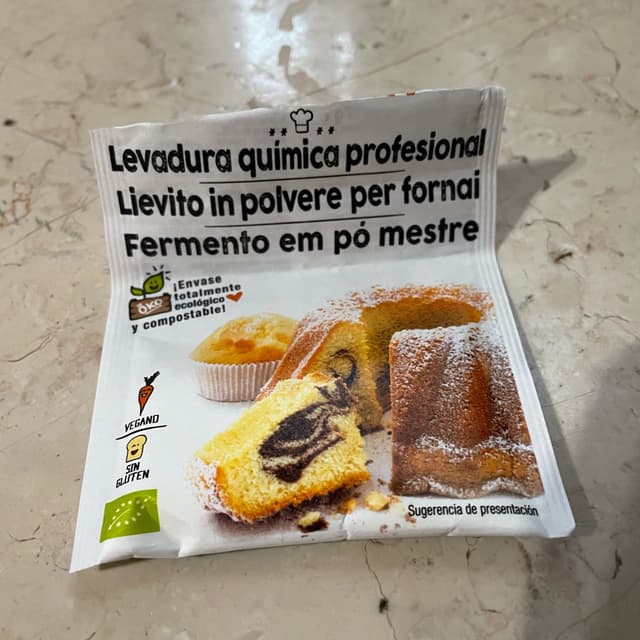 Levadura química profesional
Lievito in polvere per fornai
Fermento em pó mestre
öko
¡Envase
totalmente
ecológico
y compostable!
VEGANO
SIN
GLUTEN
Sugerencia de presentación